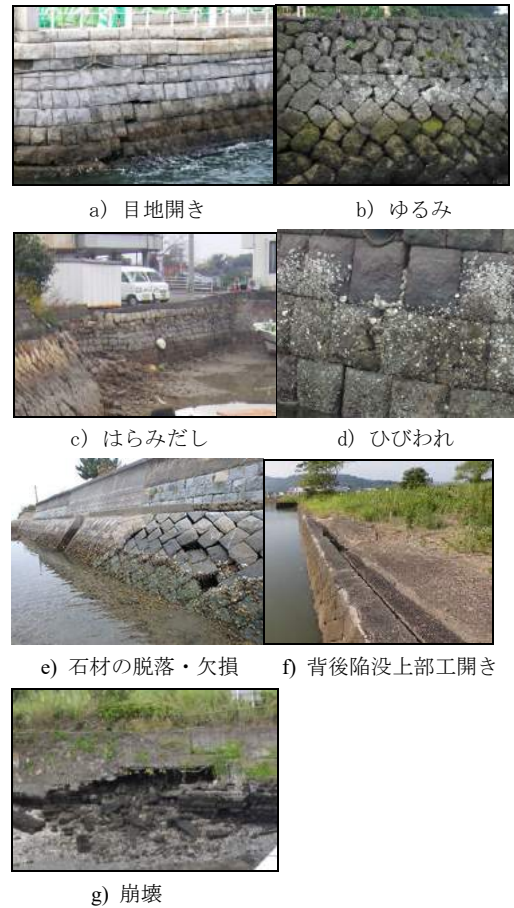 a) 目地開き
b) ゆるみ
c) はらみだし
d) ひびわれ
e) 石材の脱落・欠損
f) 背後陥没上部工開き
g) 崩壊